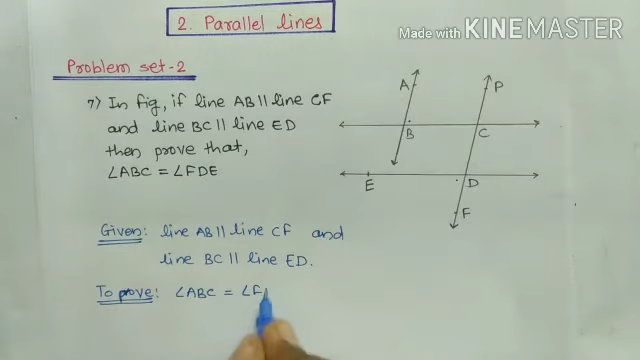 2. Parallel lines
Made with KINEMASTER
Problem set-2
7) In fig, if line AB || line CF
and line BC || line ED
then prove that,
∠ABC = ∠FDE
A
P
B
C
E
D
F
Given: line AB || line CF and
line BC || line ED.
To prove: ∠ABC = ∠F